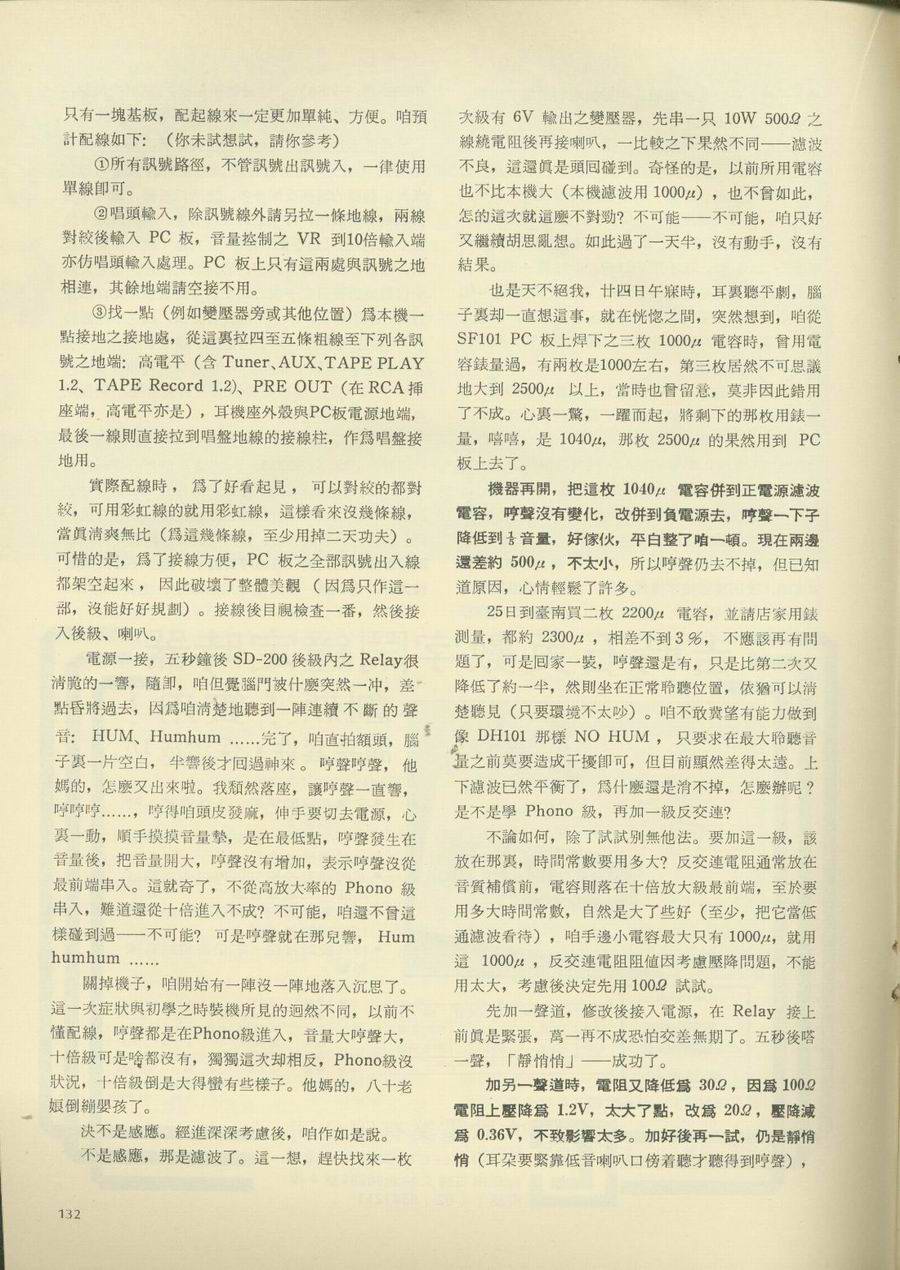 只有一塊基板，配起線來一定更加單純、方便。咱預
計配線如下：（你未試想試，請你參考）
①所有訊號路徑，不管訊號出訊號入，一律使用
單線卽可。
②唱頭輸入，除訊號線外請另拉一條地線，兩線
對絞後輸入 PC 板，音量控制之 VR 到10倍輸入端
亦仿唱頭輸入處理。PC 板上只有這兩處與訊號之地
相連，其餘地端請空接不用。
③找一點（例如變壓器旁或其他位置）爲本機一
點接地之接地處，從這裏拉四至五條粗線至下列各訊
號之地端：高電平（含 Tuner、AUX、TAPE PLAY
1.2、TAPE Record 1.2)、PRE OUT（在 RCA 插
座端，高電平亦是），耳機座外殼與PC板電源地端，
最後一線則直接拉到唱盤地線的接線柱，作爲唱盤接
地用。
實際配線時，爲了好看起見，可以對絞的都對
絞，可用彩虹線的就用彩虹線，這樣看來沒幾條線，
當眞淸爽無比（爲這幾條線，至少用掉二天功夫）。
可惜的是，爲了接線方便，PC 板之全部訊號出入線
都架空起來，因此破壞了整體美觀（因爲只作這一
部，沒能好好規劃）。接線後目視檢查一番，然後接
入後級、喇叭。
電源一接，五秒鐘後 SD-200 後級內之 Relay很
淸脆的一響，隨卽，咱但覺腦門被什麼突然一冲，差
點昏將過去，因爲咱淸楚地聽到一陣連續不斷的聲
音：HUM、Humhum ……完了，咱直拍額頭，腦
子裏一片空白，半響後才囘過神來。哼聲哼聲，他
媽的，怎麼又出來啦。我頹然落座，讓哼聲一直響，
哼哼哼……，哼得咱頭皮發麻，伸手要切去電源，心
裏一動，順手摸摸音量摯，是在最低點，哼聲發生在
音量後，把音量開大，哼聲沒有增加，表示哼聲沒從
最前端串入。這就奇了，不從高放大率的 Phono 級
串入，難道還從十倍進入不成？不可能，咱還不曾這
樣碰到過——不可能？可是哼聲就在那兒響，Hum
humhum ……
關掉機子，咱開始有一陣沒一陣地落入沉思了。
這一次症狀與初學之時裝機所見的迥然不同，以前不
懂配線，哼聲都是在Phono級進入，音量大哼聲大，
十倍級可是啥都沒有，獨獨這次却相反，Phono級沒
狀況，十倍級倒是大得蠻有些樣子。他媽的，八十老
娘倒綳嬰孩了。
決不是感應。經進深深考慮後，咱作如是說。
不是感應，那是濾波了。這一想，趕快找來一枚
次級有 6V 輸出之變壓器，先串一只 10W 500Ω 之
線繞電阻後再接喇叭，一比較之下果然不同——濾波
不良，這還眞是頭囘碰到。奇怪的是，以前所用電容
也不比本機大（本機濾波用 1000μ），也不曾如此，
怎的這次就這麼不對勁？不可能——不可能，咱只好
又繼續胡思亂想。如此過了一天半，沒有動手，沒有
結果。
也是天不絕我，廿四日午寐時，耳裏聽平劇，腦
子裏却一直想這事，就在恍惚之間，突然想到，咱從
SF101 PC 板上焊下之三枚 1000μ 電容時，曾用電
容錶量過，有兩枚是1000左右，第三枚居然不可思議
地大到 2500μ 以上，當時也曾留意，莫非因此錯用
了不成。心裏一驚，一躍而起，將剩下的那枚用錶一
量，嘻嘻，是 1040μ，那枚 2500μ 的果然用到 PC
板上去了。
機器再開，把這枚 1040μ 電容併到正電源濾波
電容，哼聲沒有變化，改併到負電源去，哼聲一下子
降低到⅓音量，好傢伙，平白整了咱一頓。現在兩邊
還差約 500μ，不太小，所以哼聲仍去不掉，但已知
道原因，心情輕鬆了許多。
25日到臺南買二枚 2200μ 電容，並請店家用錶
測量，都約 2300μ，相差不到3％，不應該再有問
題了，可是囘家一裝，哼聲還是有，只是比第二次又
降低了約一半，然則坐在正常聆聽位置，依猶可以淸
楚聽見（只要環境不太吵）。咱不敢冀望有能力做到
像 DH101 那樣 NO HUM，只要求在最大聆聽音
量之前莫要造成干擾卽可，但目前顯然差得太遠。上
下濾波已然平衡了，爲什麼還是消不掉，怎麼辦呢？
是不是學 Phono 級，再加一級反交連？
不論如何，除了試試別無他法。要加這一級，該
放在那裏，時間常數要用多大？反交連電阻通常放在
音質補償前，電容則落在十倍放大級最前端，至於要
用多大時間常數，自然是大了些好（至少，把它當低
通濾波看待），咱手邊小電容最大只有 1000μ，就用
這 1000μ，反交連電阻阻値因考慮壓降問題，不能
用太大，考慮後決定先用 100Ω 試試。
先加一聲道，修改後接入電源，在 Relay 接上
前眞是緊張，萬一再不成恐怕交差無期了。五秒後嗒
一聲，「靜悄悄」——成功了。
加另一聲道時，電阻又降低爲 30Ω，因爲 100Ω
電阻上壓降爲 1.2V，太大了點，改爲 20Ω，壓降減
爲 0.36V，不致影響太多。加好後再一試，仍是靜悄
悄（耳朶要緊靠低音喇叭口傍着聽才聽得到哼聲），
132